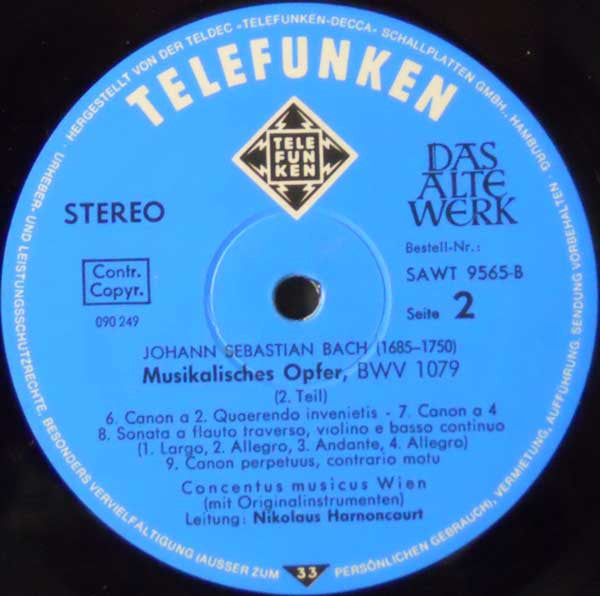 URHEBER- UND LEISTUNGSSCHUTZRECHTE, BESONDERS VERVIELFÄLTIGUNG (AUSSER ZUM PERSÖNLICHEN GEBRAUCH), VERMIETUNG, AUFFÜHRUNG, SENDUNG VORBEHALTEN · HERGESTELLT VON DER TELDEC »TELEFUNKEN-DECCA« SCHALLPLATTEN GMBH., HAMBURG ·
TELEFUNKEN
TELE
FUN
KEN
STEREO
DAS
ALTE
WERK
Contr.
Copyr.
090 249
Bestell-Nr.:
SAWT 9565-B
Seite 2
JOHANN SEBASTIAN BACH (1685–1750)
Musikalisches Opfer, BWV 1079
(2. Teil)
6. Canon a 2. Quaerendo invenietis - 7. Canon a 4
8. Sonata a flauto traverso, violino e basso continuo
(1. Largo, 2. Allegro, 3. Andante, 4. Allegro)
9. Canon perpetuus, contrario motu
Concentus musicus Wien
(mit Originalinstrumenten)
Leitung: Nikolaus Harnoncourt
33